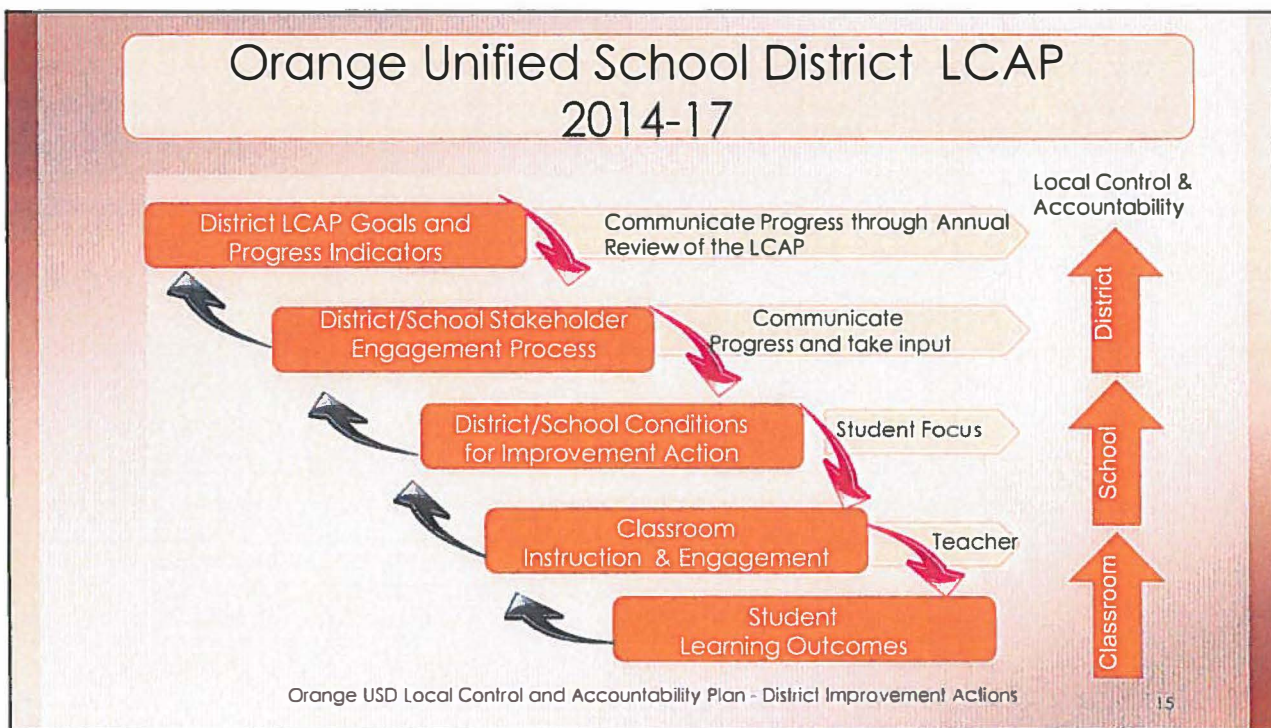 Orange Unified School District LCAP
2014-17
Local Control &
Accountability
District LCAP Goals and
Progress Indicators
Communicate Progress through Annual
Review of the LCAP
District/School Stakeholder
Engagement Process
Communicate
Progress and take input
District
District/School Conditions
for Improvement Action
Student Focus
School
Classroom
Instruction & Engagement
Teacher
Student
Learning Outcomes
Classroom
Orange USD Local Control and Accountability Plan - District Improvement Actions
15